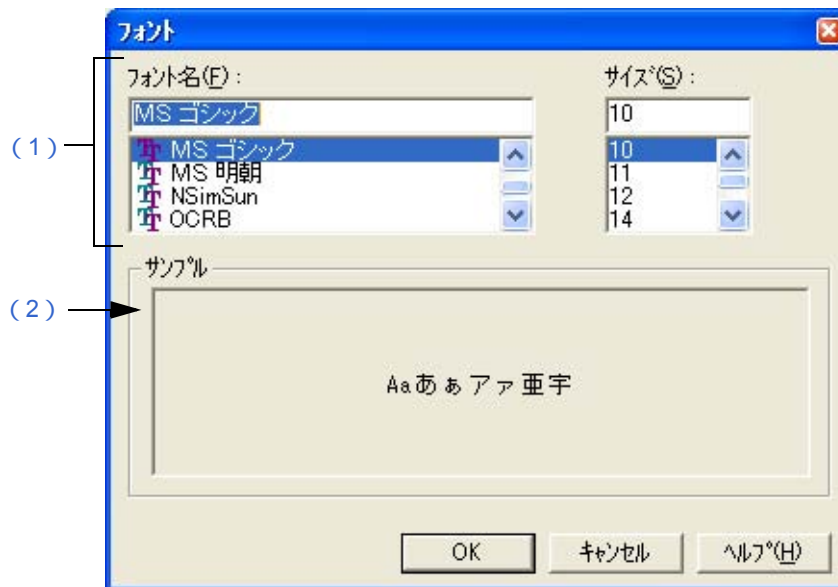 フォント
フォント名(F) : サイズ(S) :
MS ゴシック 10
(1)
MS ゴシック 10
MS 明朝 11
NSimSun 12
OCRB 14
サンプル
(2)
Aaあぁアァ亜宇
OK キャンセル ヘルプ(H)